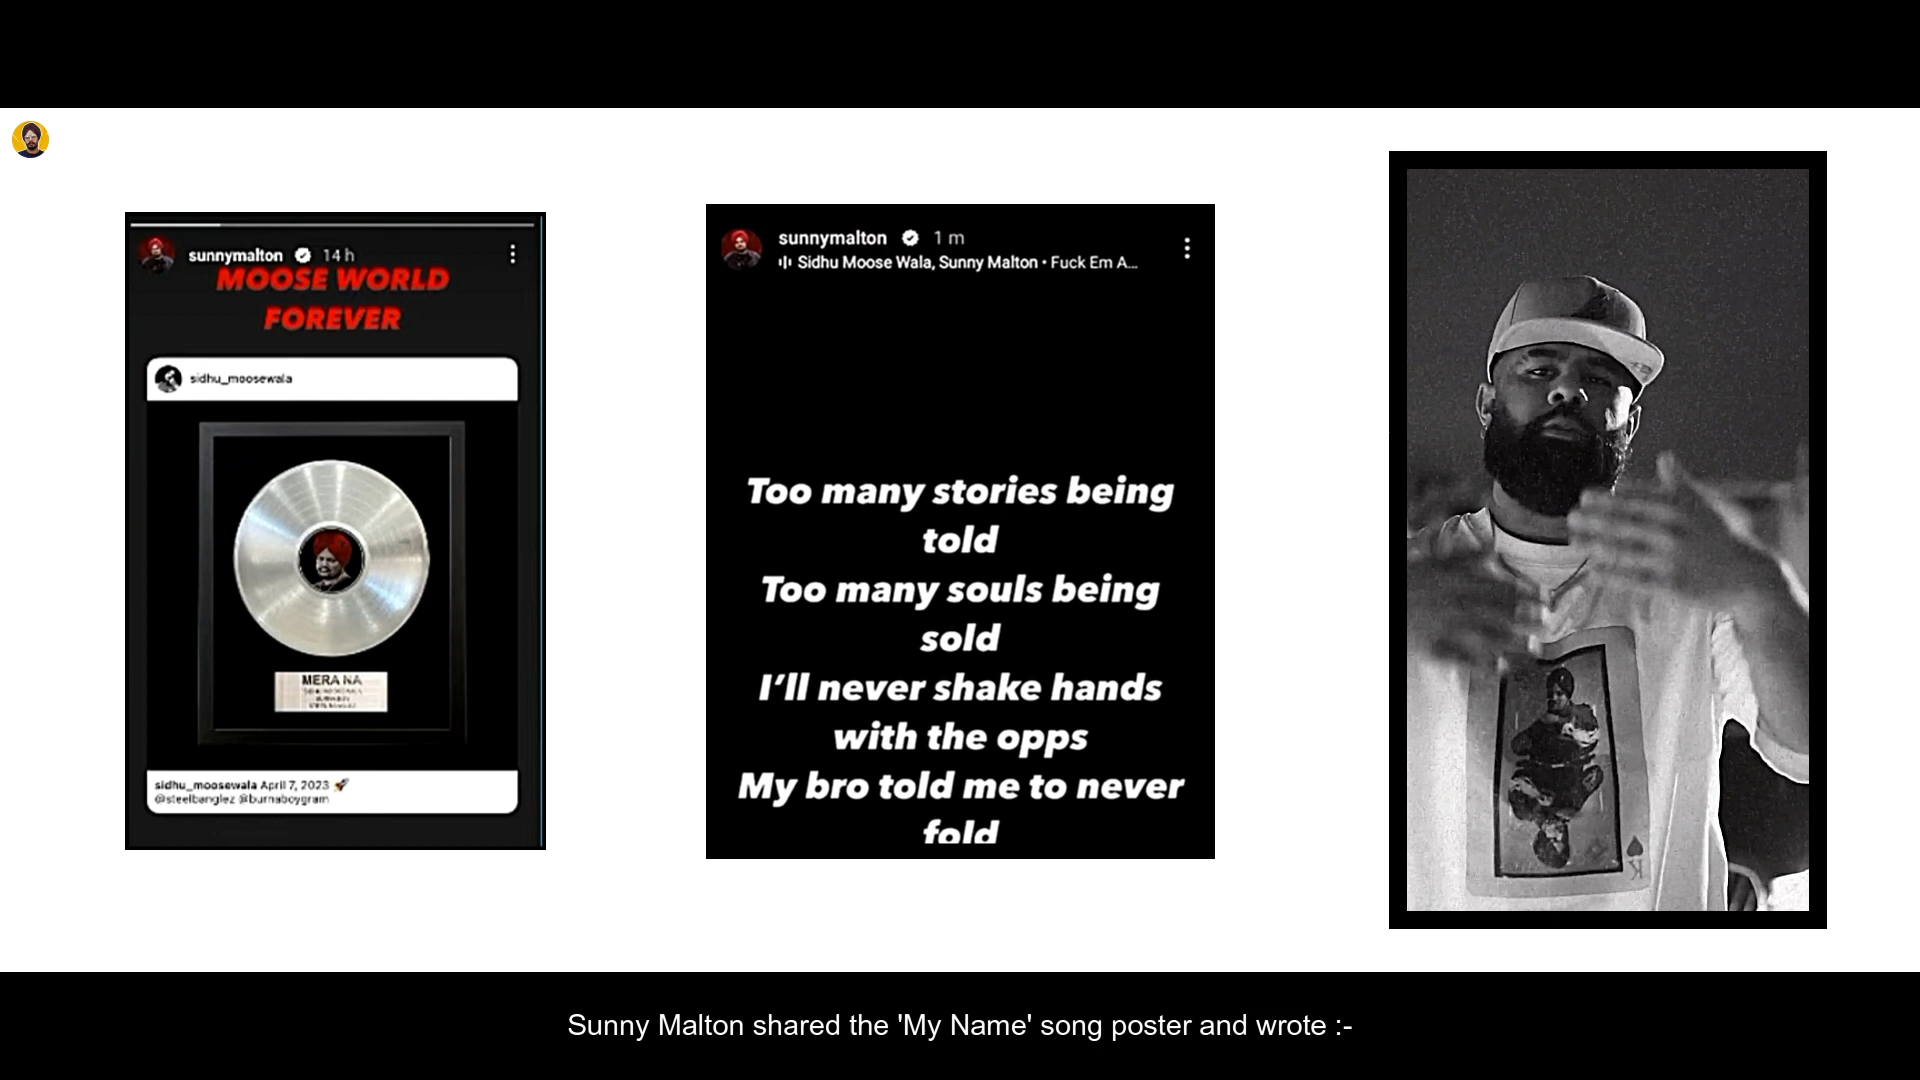 sunnymalton 14 h
MOOSE WORLD
FOREVER
sidhu_moosewala
MERA NA
sidhu_moosewala April 7, 2023 🚀
@steelbanglez @burnaboygram
sunnymalton 1 m
Sidhu Moose Wala, Sunny Malton • Fuck Em A...
Too many stories being
told
Too many souls being
sold
I’ll never shake hands
with the opps
My bro told me to never
fold
K
Sunny Malton shared the 'My Name' song poster and wrote :-